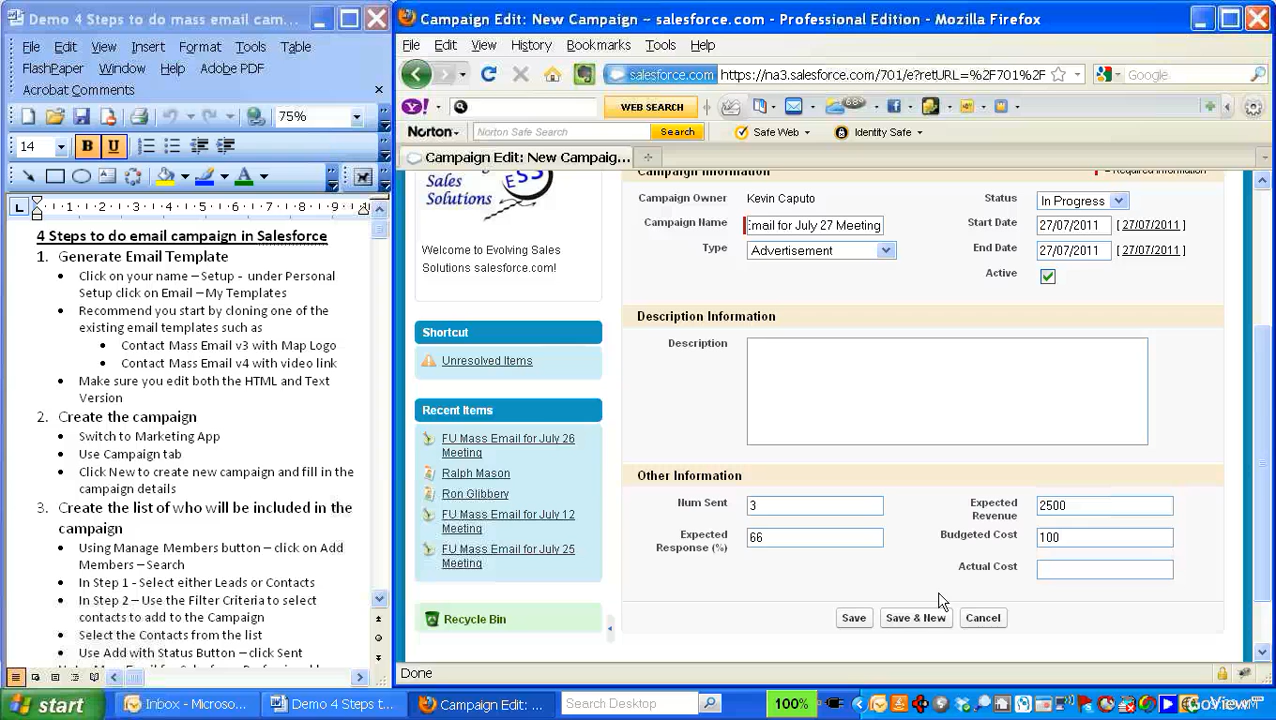 Demo 4 Steps to do mass email cam...
File Edit View Insert Format Tools Table
FlashPaper Window Help Adobe PDF
Acrobat Comments
75%
14 B U
L 1 2 3 4 5 6 7 8 9
4 Steps to do email campaign in Salesforce
1. Generate Email Template
• Click on your name – Setup - under Personal
Setup click on Email – My Templates
• Recommend you start by cloning one of the
existing email templates such as
• Contact Mass Email v3 with Map Logo
• Contact Mass Email v4 with video link
• Make sure you edit both the HTML and Text
Version
2. Create the campaign
• Switch to Marketing App
• Use Campaign tab
• Click New to create new campaign and fill in the
campaign details
3. Create the list of who will be included in the
campaign
• Using Manage Members button – click on Add
Members – Search
• In Step 1 - Select either Leads or Contacts
• In Step 2 – Use the Filter Criteria to select
contacts to add to the Campaign
• Select the Contacts from the list
• Use Add with Status Button – click Sent
Campaign Edit: New Campaign ~ salesforce.com - Professional Edition - Mozilla Firefox
File Edit View History Bookmarks Tools Help
salesforce.com https://na3.salesforce.com/701/e?retURL=%2F701%2F Google
Y! WEB SEARCH
Norton Norton Safe Search Search Safe Web Identity Safe
Campaign Edit: New Campaig...
Sales
Solutions
ESS
Welcome to Evolving Sales
Solutions salesforce.com!
Shortcut
Unresolved Items
Recent Items
FU Mass Email for July 26
Meeting
Ralph Mason
Ron Glibbery
FU Mass Email for July 12
Meeting
FU Mass Email for July 25
Meeting
Recycle Bin
Campaign Information = Required Information
Campaign Owner Kevin Caputo Status In Progress
Campaign Name mail for July 27 Meeting Start Date 27/07/2011 [ 27/07/2011 ]
Type Advertisement End Date 27/07/2011 [ 27/07/2011 ]
Active
Description Information
Description
Other Information
Num Sent 3 Expected
Revenue 2500
Expected
Response (%) 66 Budgeted Cost 100
Actual Cost
Save Save & New Cancel
Done
start Inbox - Microso... Demo 4 Steps t... Campaign Edit: ... Search Desktop 100%
GoView™